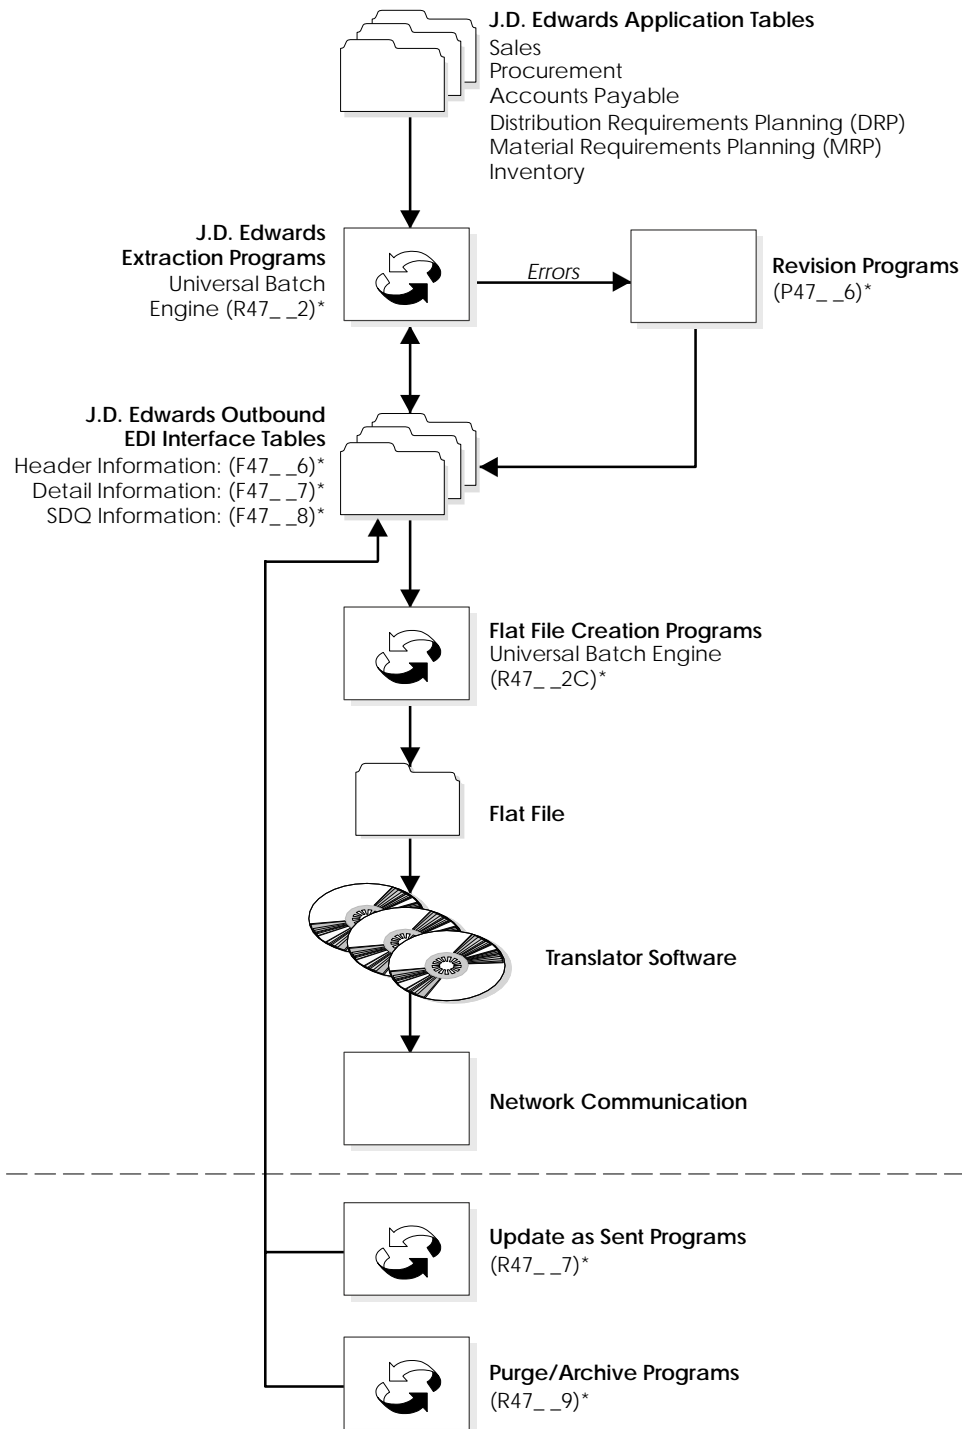 J.D. Edwards Application Tables
Sales
Procurement
Accounts Payable
Distribution Requirements Planning (DRP)
Material Requirements Planning (MRP)
Inventory
J.D. Edwards
Extraction Programs
Universal Batch
Engine (R47_ _2)*
Errors
Revision Programs
(P47_ _6)*
J.D. Edwards Outbound
EDI Interface Tables
Header Information: (F47_ _6)*
Detail Information: (F47_ _7)*
SDQ Information: (F47_ _8)*
Flat File Creation Programs
Universal Batch Engine
(R47_ _2C)*
Flat File
Translator Software
Network Communication
Update as Sent Programs
(R47_ _7)*
Purge/Archive Programs
(R47_ _9)*